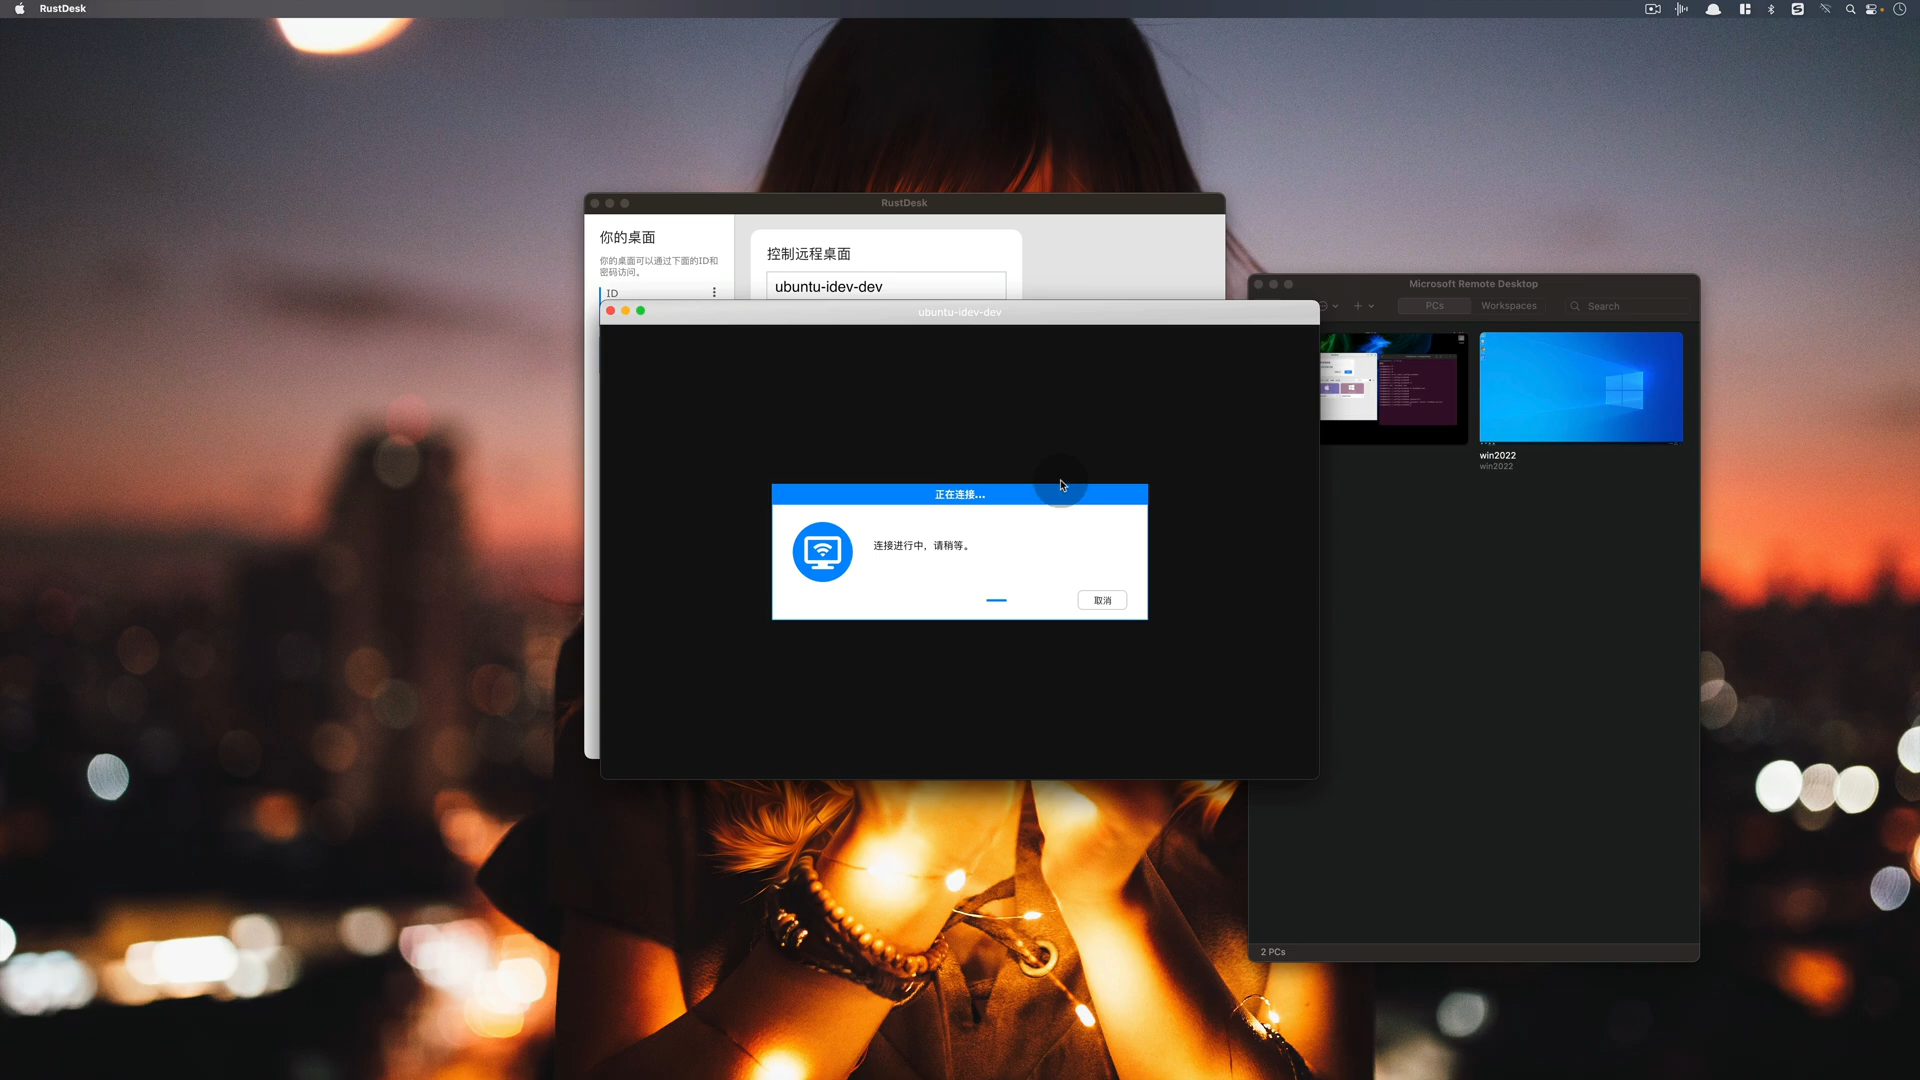 RustDesk
RustDesk
你的桌面
你的桌面可以通过下面的ID和
密码访问。
ID
控制远程桌面
ubuntu-idev-dev
ubuntu-idev-dev
正在连接...
连接进行中，请稍等。
取消
Microsoft Remote Desktop
PCs
Workspaces
Search
win2022
win2022
2 PCs